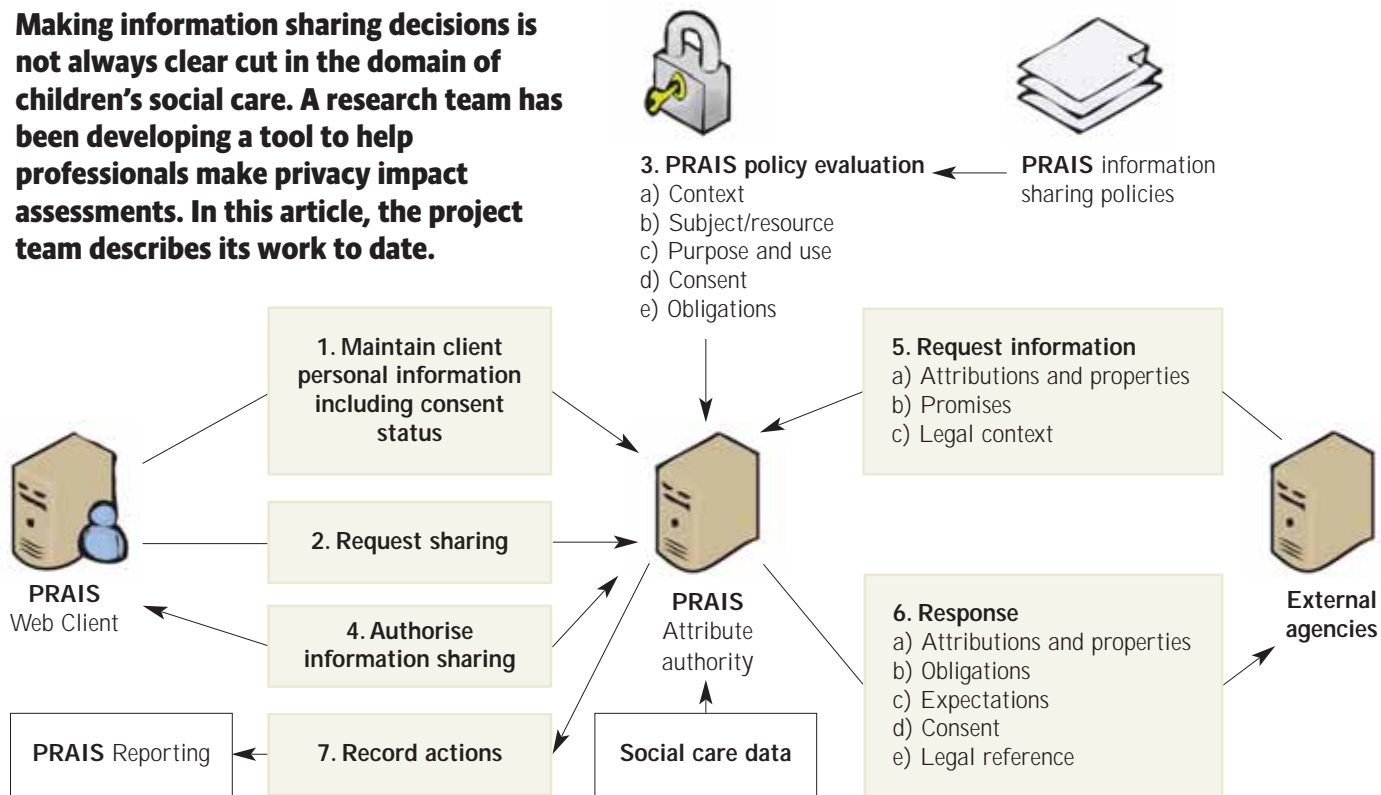 Making information sharing decisions is
not always clear cut in the domain of
children's social care. A research team has
been developing a tool to help
professionals make privacy impact
assessments. In this article, the project
team describes its work to date.
3. PRAIS policy evaluation
a) Context
b) Subject/resource
c) Purpose and use
d) Consent
e) Obligations
PRAIS information
sharing policies
1. Maintain client
personal information
including consent
status
5. Request information
a) Attributions and properties
b) Promises
c) Legal context
2. Request sharing
PRAIS
Web Client
4. Authorise
information sharing
PRAIS
Attribute
authority
6. Response
a) Attributions and properties
b) Obligations
c) Expectations
d) Consent
e) Legal reference
External
agencies
PRAIS Reporting
7. Record actions
Social care data